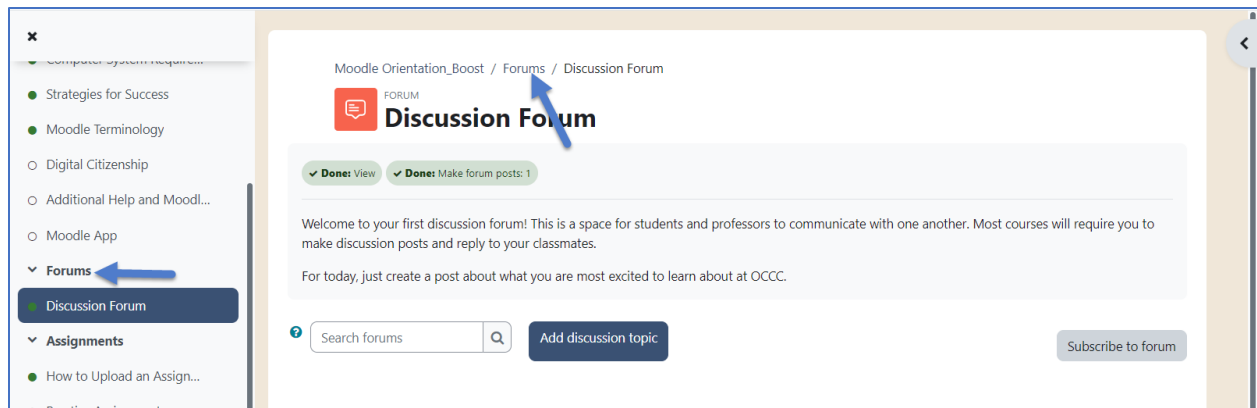 Computer System Require...
Strategies for Success
Moodle Terminology
Digital Citizenship
Additional Help and Moodl...
Moodle App
Forums
Discussion Forum
Assignments
How to Upload an Assign...
Moodle Orientation_Boost / Forums / Discussion Forum
FORUM
Discussion Forum
Done: View Done: Make forum posts: 1
Welcome to your first discussion forum! This is a space for students and professors to communicate with one another. Most courses will require you to
make discussion posts and reply to your classmates.
For today, just create a post about what you are most excited to learn about at OCCC.
Search forums Add discussion topic
Subscribe to forum